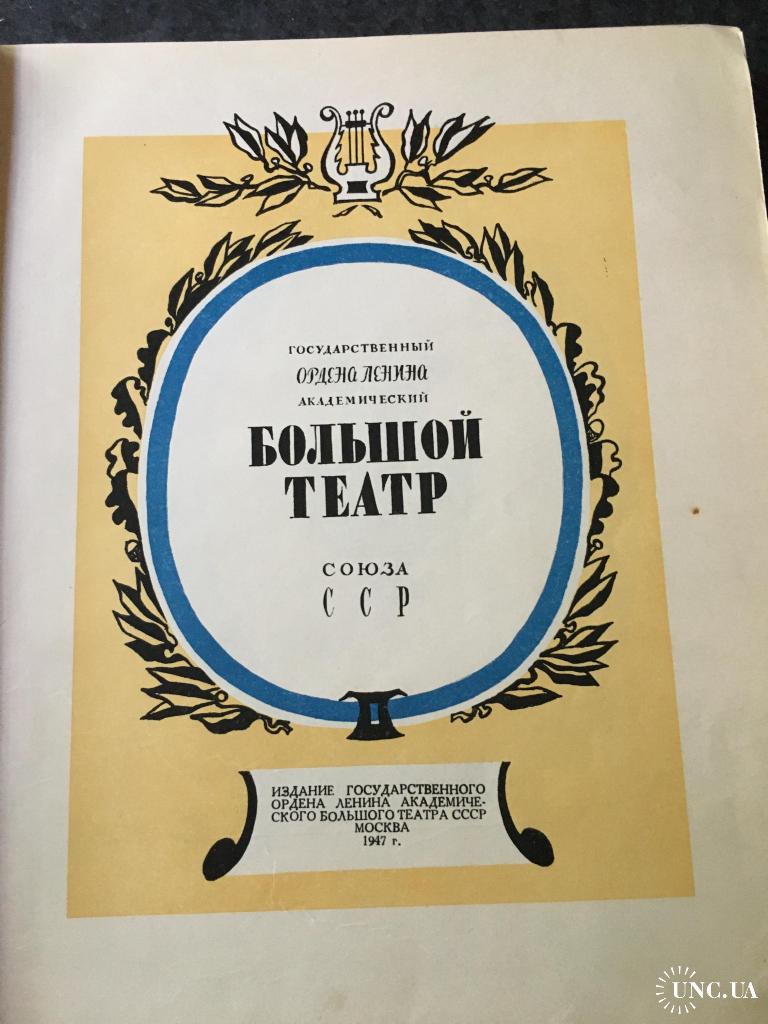 ГОСУДАРСТВЕННЫЙ
ОРДЕНА ЛЕНИНА
АКАДЕМИЧЕСКИЙ
БОЛЬШОЙ
ТЕАТР
СОЮЗА
С С Р
ИЗДАНИЕ ГОСУДАРСТВЕННОГО
ОРДЕНА ЛЕНИНА АКАДЕМИЧЕ-
СКОГО БОЛЬШОГО ТЕАТРА СССР
МОСКВА
1947 г.
UNC.UA